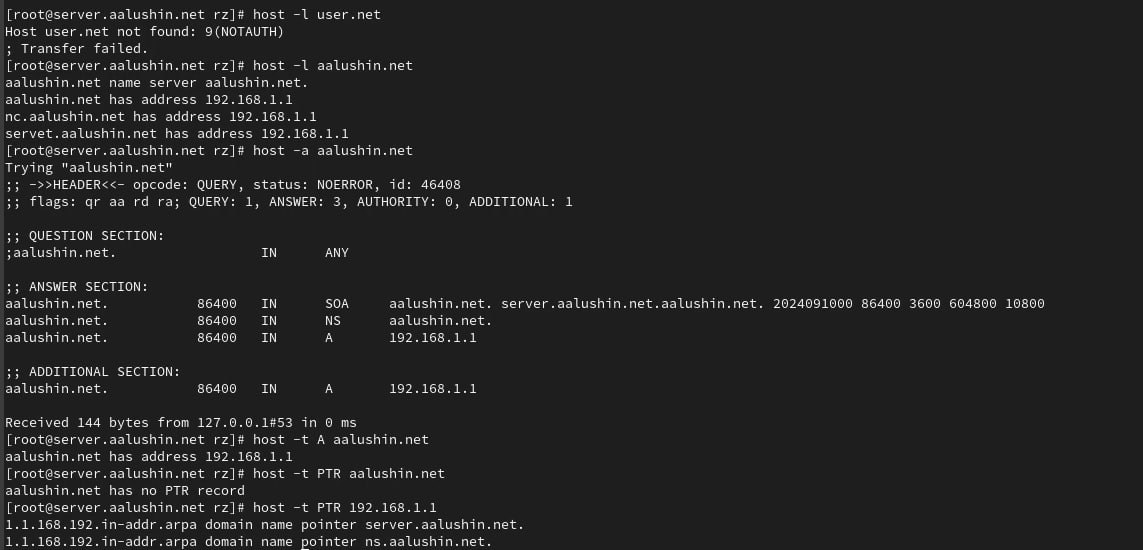 [root@server.aalushin.net rz]# host -l user.net
Host user.net not found: 9(NOTAUTH)
; Transfer failed.
[root@server.aalushin.net rz]# host -l aalushin.net
aalushin.net name server aalushin.net.
aalushin.net has address 192.168.1.1
nc.aalushin.net has address 192.168.1.1
servet.aalushin.net has address 192.168.1.1
[root@server.aalushin.net rz]# host -a aalushin.net
Trying "aalushin.net"
;; ->>HEADER<<- opcode: QUERY, status: NOERROR, id: 46408
;; flags: qr aa rd ra; QUERY: 1, ANSWER: 3, AUTHORITY: 0, ADDITIONAL: 1
;; QUESTION SECTION:
;aalushin.net. IN ANY
;; ANSWER SECTION:
aalushin.net. 86400 IN SOA aalushin.net. server.aalushin.net.aalushin.net. 2024091000 86400 3600 604800 10800
aalushin.net. 86400 IN NS aalushin.net.
aalushin.net. 86400 IN A 192.168.1.1
;; ADDITIONAL SECTION:
aalushin.net. 86400 IN A 192.168.1.1
Received 144 bytes from 127.0.0.1#53 in 0 ms
[root@server.aalushin.net rz]# host -t A aalushin.net
aalushin.net has address 192.168.1.1
[root@server.aalushin.net rz]# host -t PTR aalushin.net
aalushin.net has no PTR record
[root@server.aalushin.net rz]# host -t PTR 192.168.1.1
1.1.168.192.in-addr.arpa domain name pointer server.aalushin.net.
1.1.168.192.in-addr.arpa domain name pointer ns.aalushin.net.